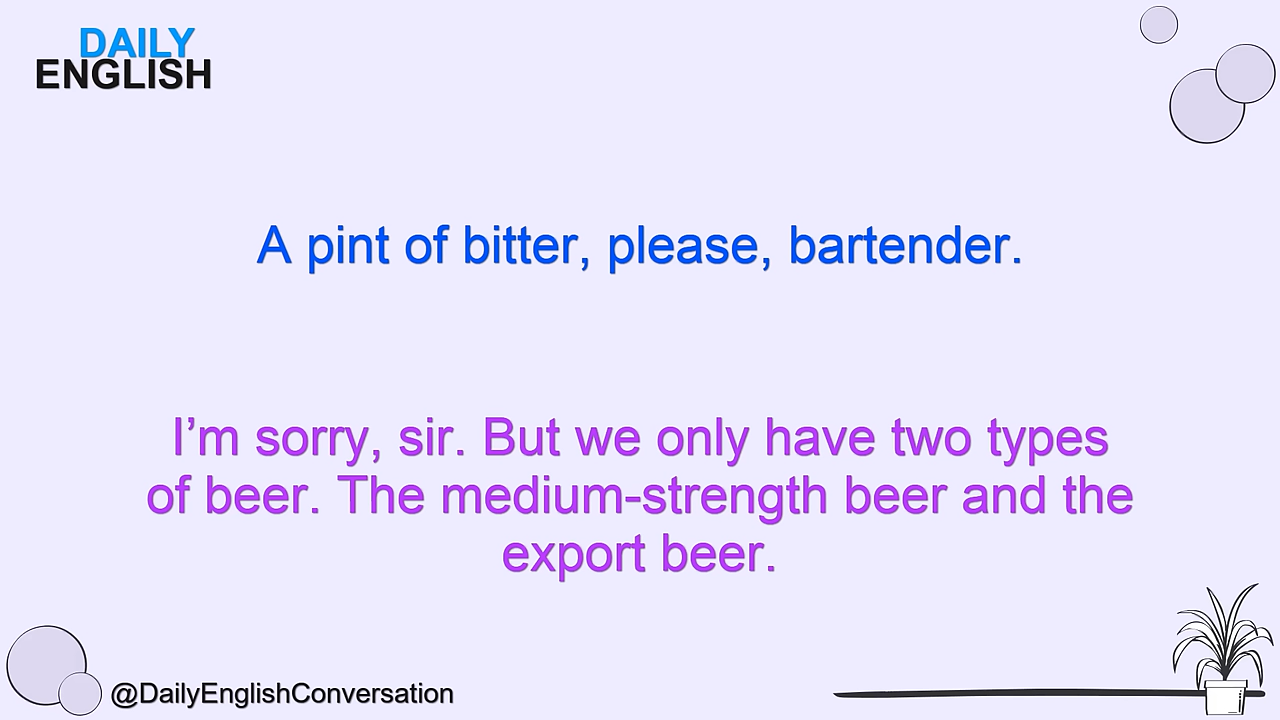 DAILY
ENGLISH
A pint of bitter, please, bartender.
I’m sorry, sir. But we only have two types
of beer. The medium-strength beer and the
export beer.
@DailyEnglishConversation